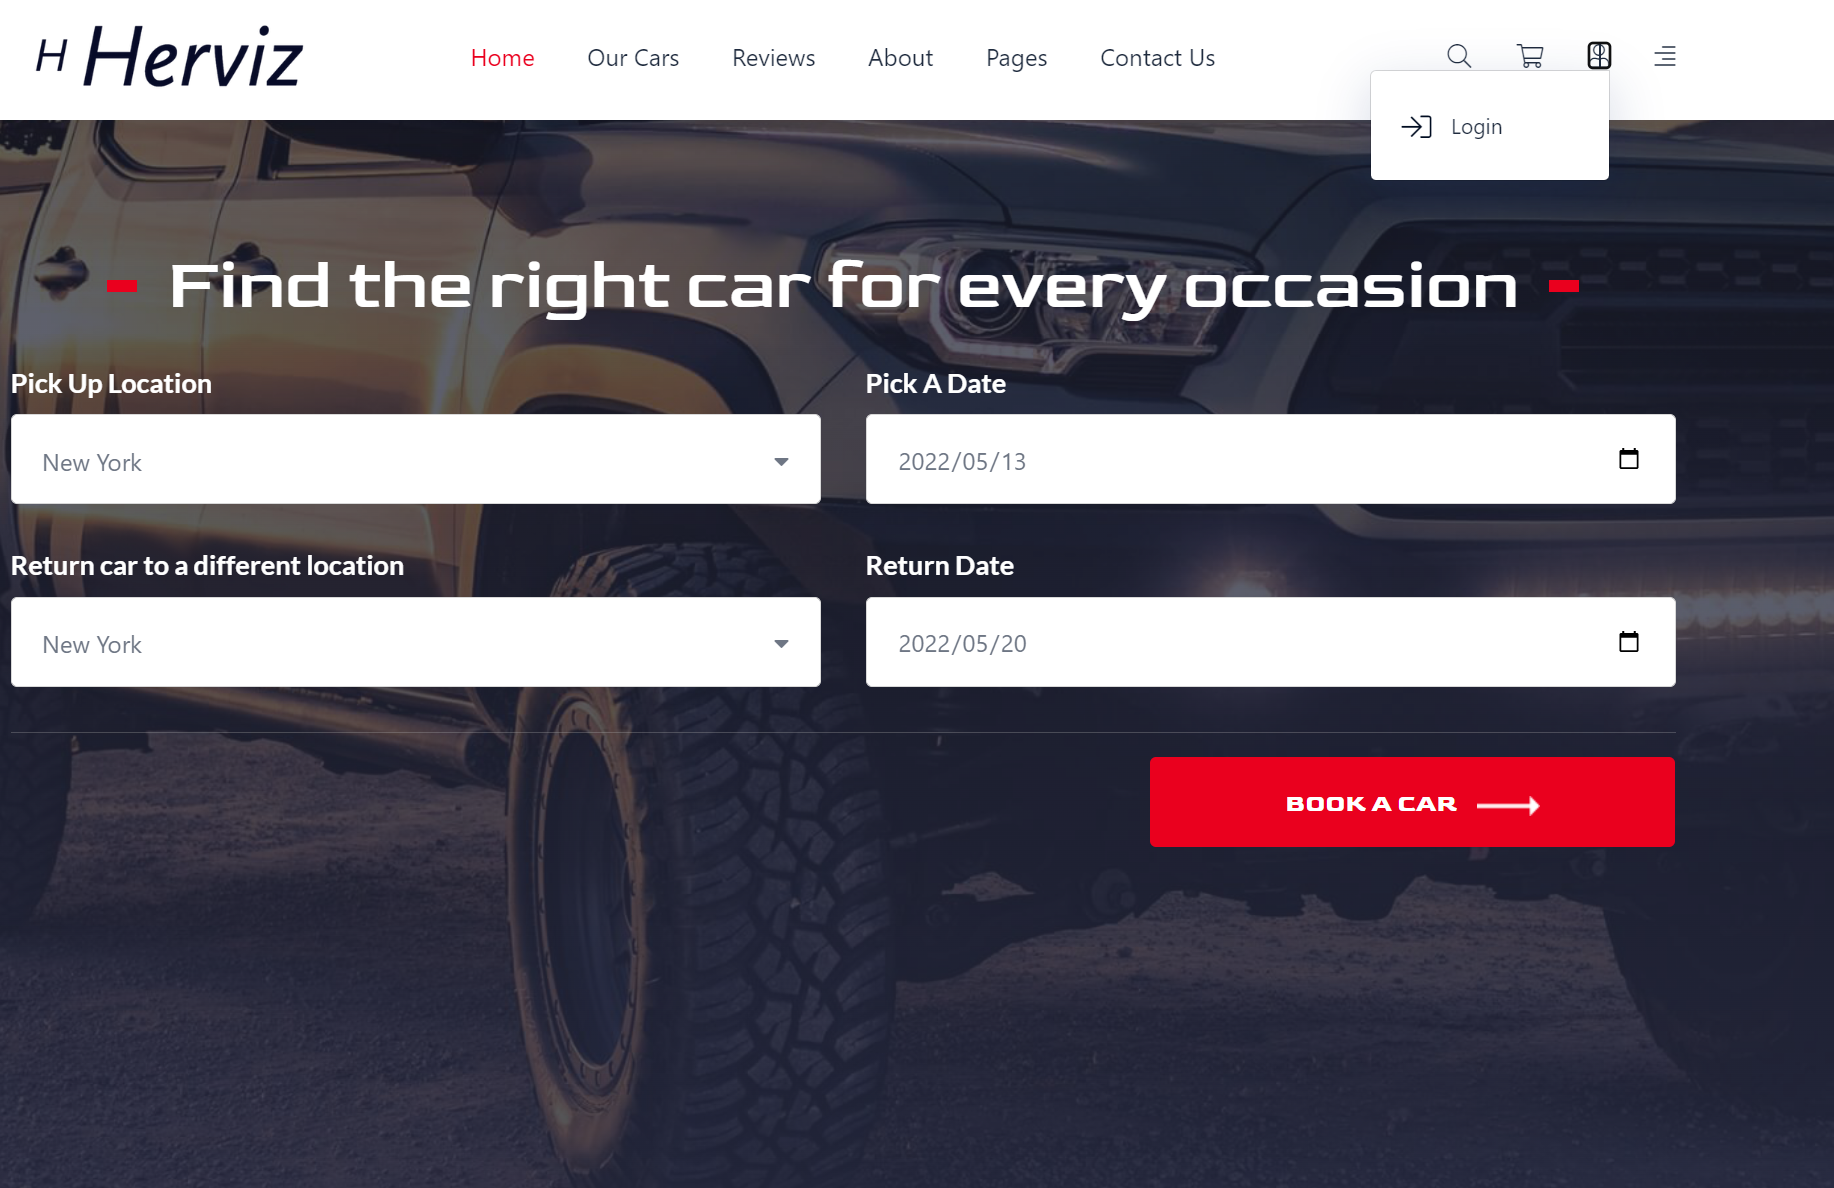 H Herviz
Home Our Cars Reviews About Pages Contact Us
Login
Find the right car for every occasion
Pick Up Location
New York
Pick A Date
2022/05/13
Return car to a different location
New York
Return Date
2022/05/20
BOOK A CAR